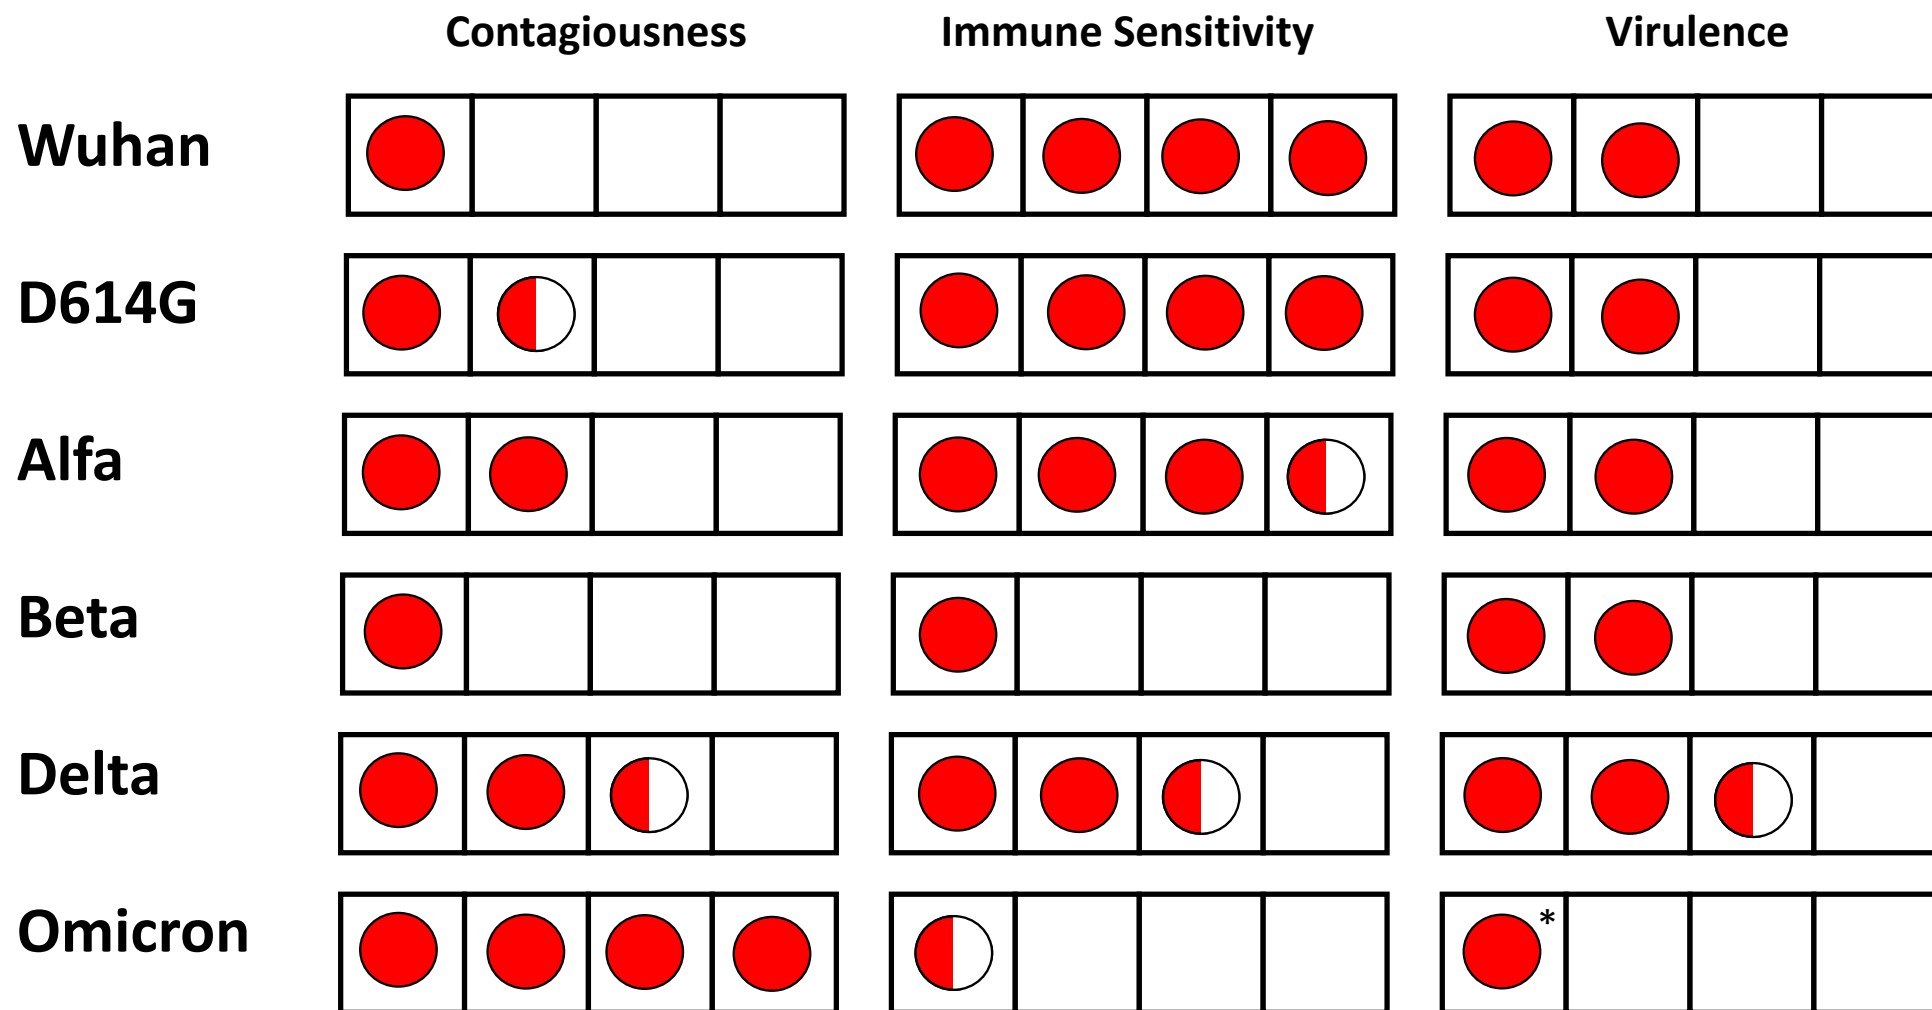 Contagiousness Immune Sensitivity Virulence
Wuhan
D614G
Alfa
Beta
Delta
Omicron *